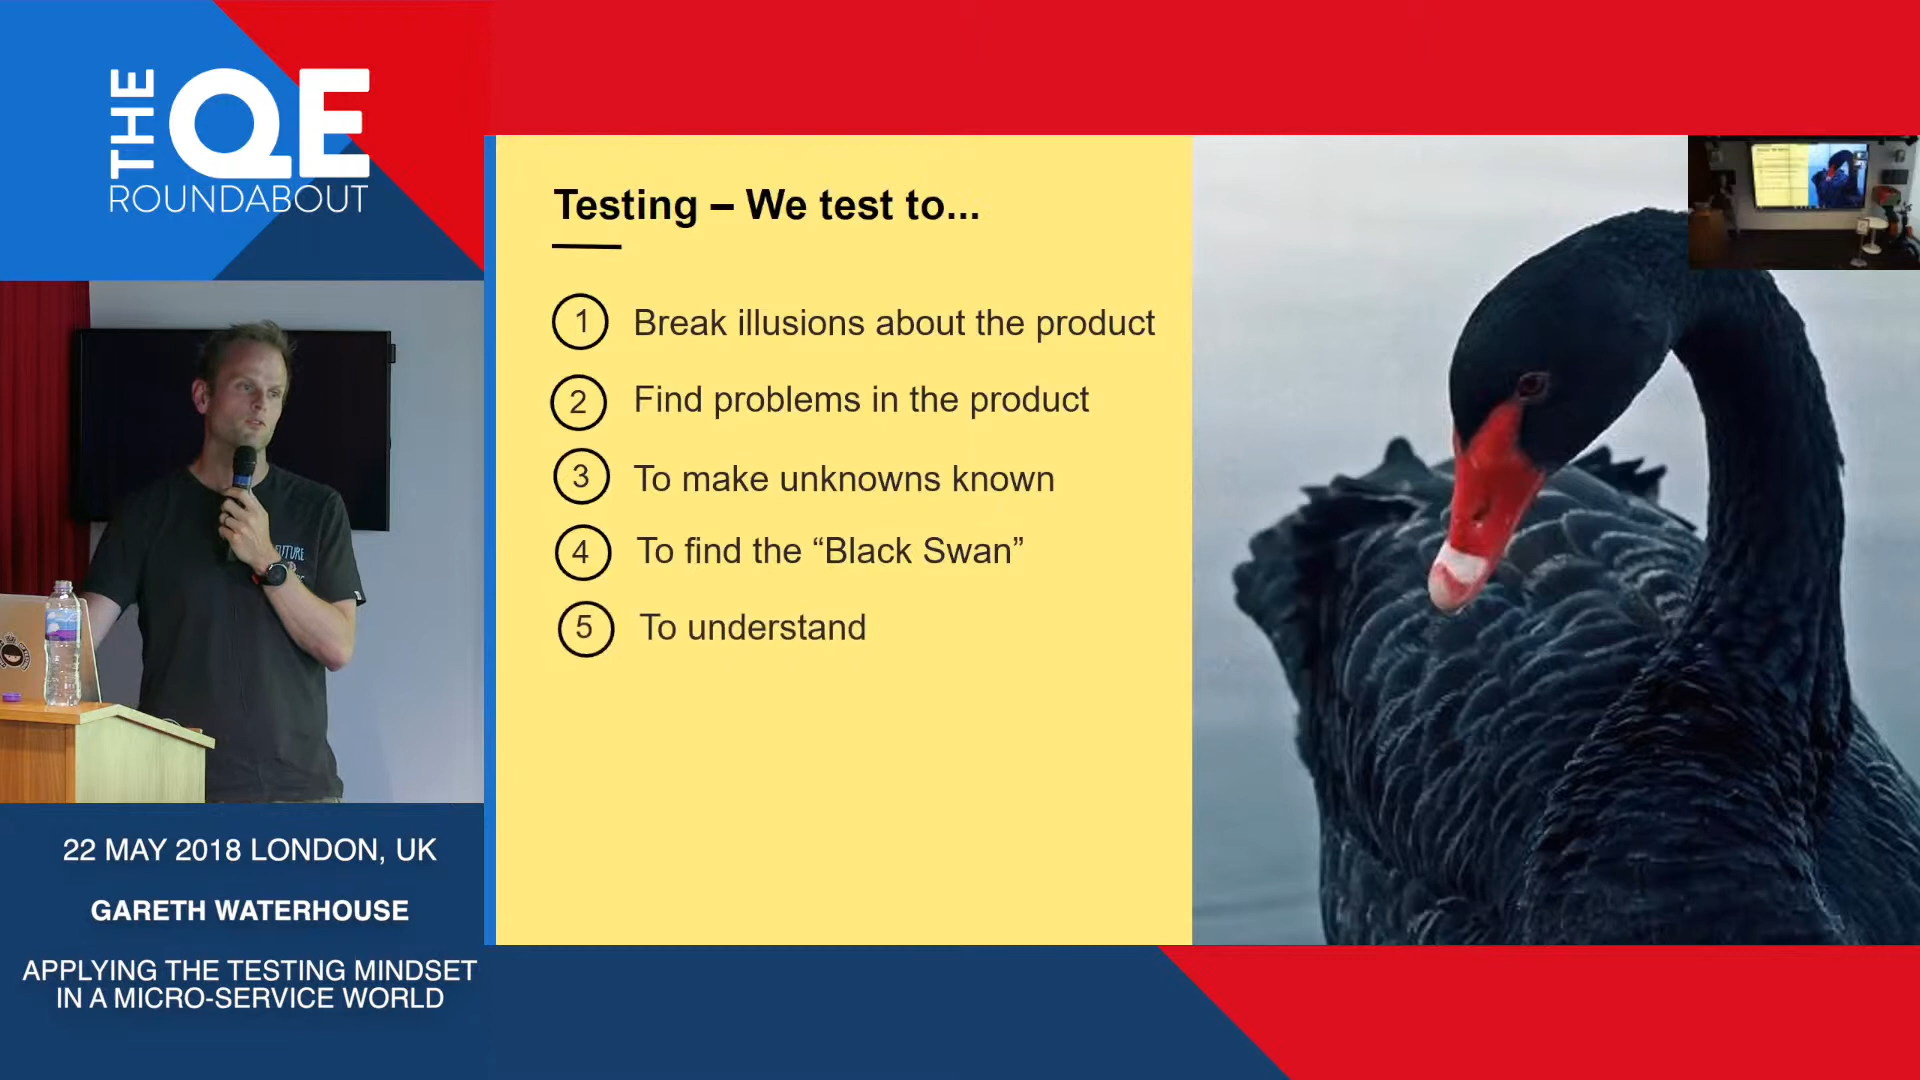 THE
QE
ROUNDABOUT
Testing – We test to...
1 Break illusions about the product
2 Find problems in the product
3 To make unknowns known
4 To find the “Black Swan”
5 To understand
FUTURE
22 MAY 2018 LONDON, UK
GARETH WATERHOUSE
APPLYING THE TESTING MINDSET
IN A MICRO-SERVICE WORLD